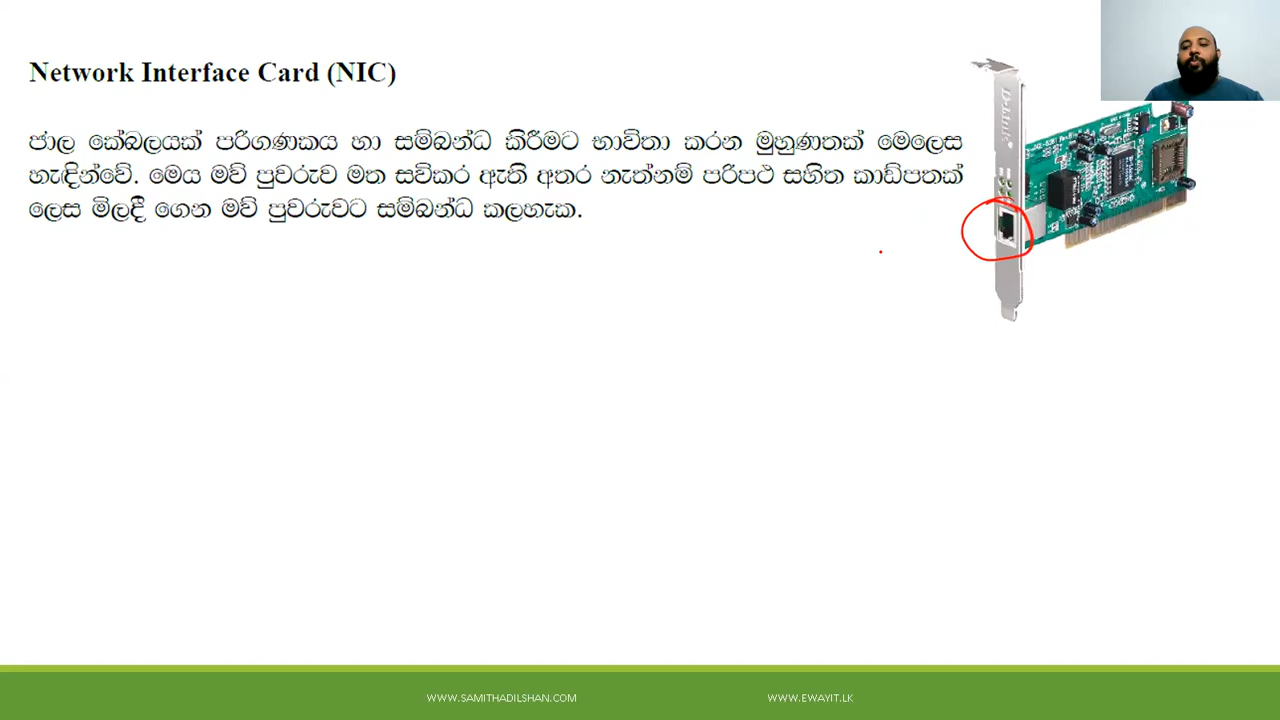 Network Interface Card (NIC)
ජාල කේබලයක් පරිගණකය හා සම්බන්ධ කිරීමට භාවිතා කරන මුහුණතක් මෙලෙස
හැඳින්වේ. මෙය මව් පුවරුව මත සවිකර ඇති අතර නැත්නම් පරිපථ සහිත කාඩ්පතක්
ලෙස මිලදී ගෙන මව් පුවරුවට සම්බන්ධ කලහැක.
D-Link
WWW.SAMITHADILSHAN.COM
WWW.EWAYIT.LK